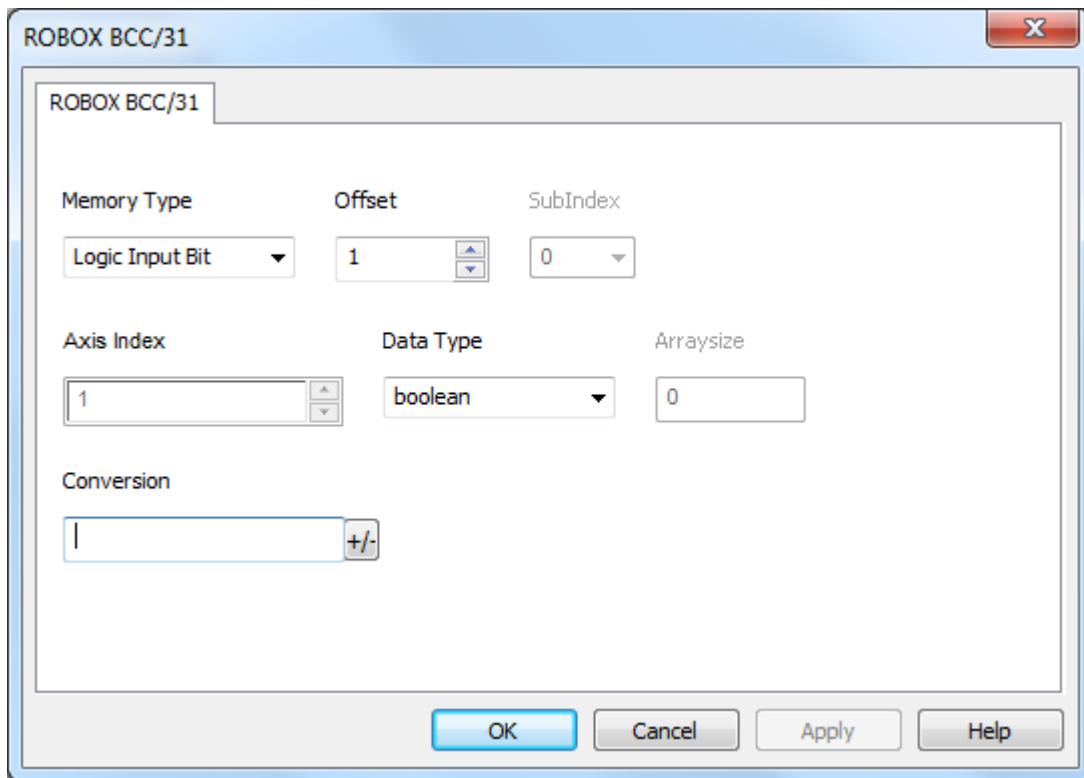 ROBOX BCC/31
ROBOX BCC/31
Memory Type Offset SubIndex
Logic Input Bit 1 0
Axis Index Data Type Arraysize
1 boolean 0
Conversion
+/-
OK Cancel Apply Help